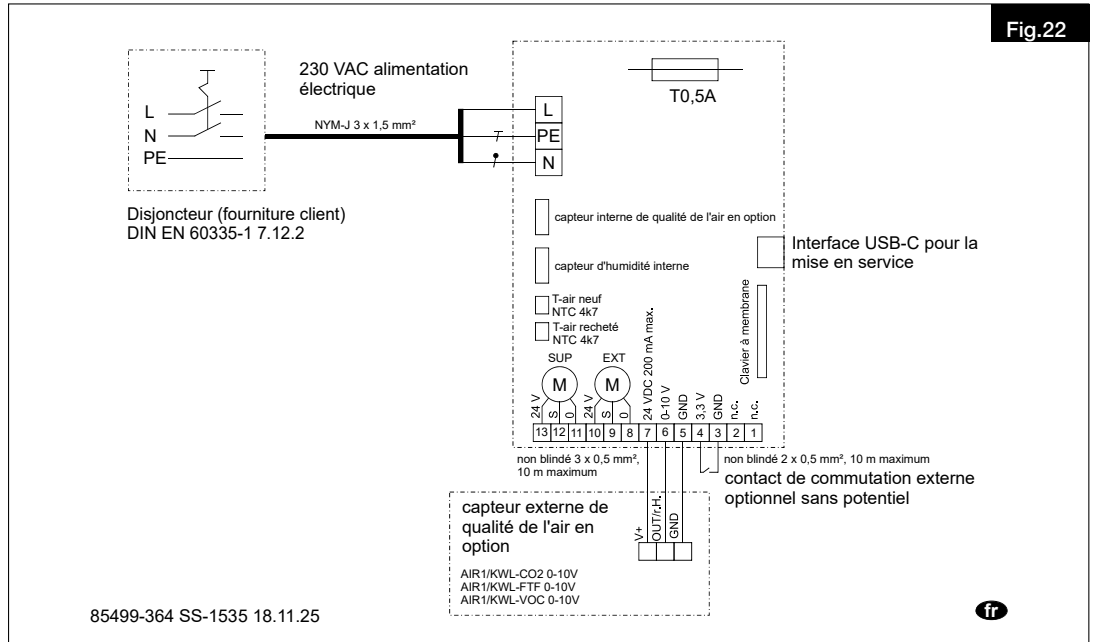 Fig.22
230 VAC alimentation
électrique
T0,5A
L
N
PE
NYM-J 3 x 1,5 mm²
L
PE
N
Disjoncteur (fourniture client)
DIN EN 60335-1 7.12.2
capteur interne de qualité de l'air en option
capteur d'humidité interne
Interface USB-C pour la
mise en service
T-air neuf
NTC 4k7
T-air recheté
NTC 4k7
Clavier à membrane
SUP
EXT
M
M
24 V
S
0
24 V
S
0
24 VDC 200 mA max.
0-10 V
GND
3,3 V
GND
n.c.
n.c.
13 12 11 10 9 8 7 6 5 4 3 2 1
non blindé 3 x 0,5 mm²,
10 m maximum
non blindé 2 x 0,5 mm², 10 m maximum
contact de commutation externe
optionnel sans potentiel
capteur externe de
qualité de l'air en
option
V+
OUT/r.H.
GND
AIR1/KWL-CO2 0-10V
AIR1/KWL-FTF 0-10V
AIR1/KWL-VOC 0-10V
85499-364 SS-1535 18.11.25
fr